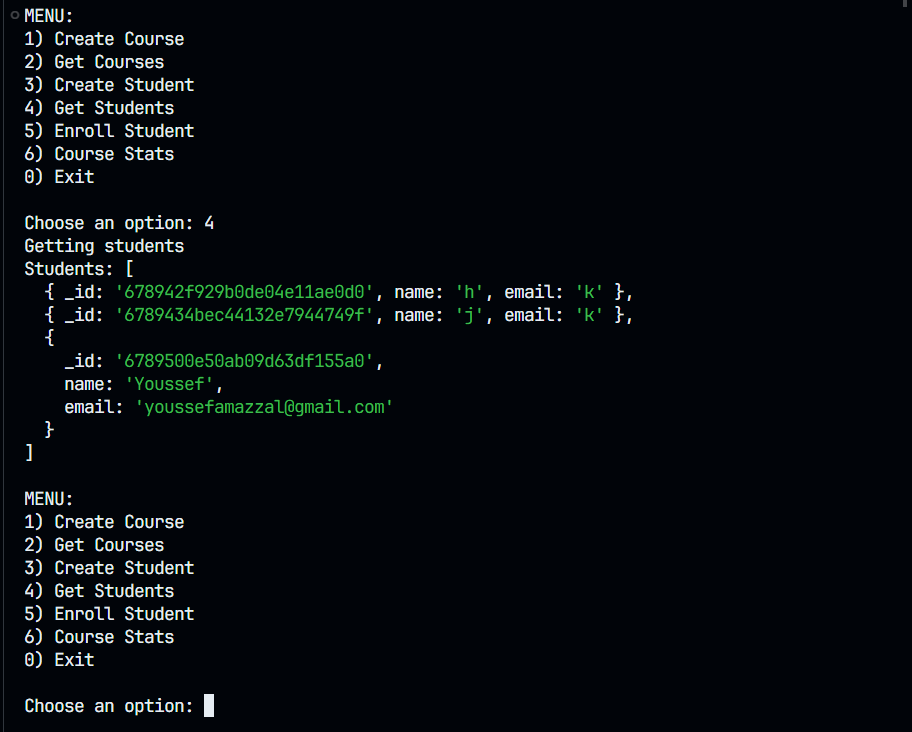 MENU:
1) Create Course
2) Get Courses
3) Create Student
4) Get Students
5) Enroll Student
6) Course Stats
0) Exit
Choose an option: 4
Getting students
Students: [
{ _id: '678942f929b0de04e11ae0d0', name: 'h', email: 'k' },
{ _id: '6789434bec44132e7944749f', name: 'j', email: 'k' },
{
_id: '6789500e50ab09d63df155a0',
name: 'Youssef',
email: 'youssefamazzal@gmail.com'
}
]
MENU:
1) Create Course
2) Get Courses
3) Create Student
4) Get Students
5) Enroll Student
6) Course Stats
0) Exit
Choose an option: